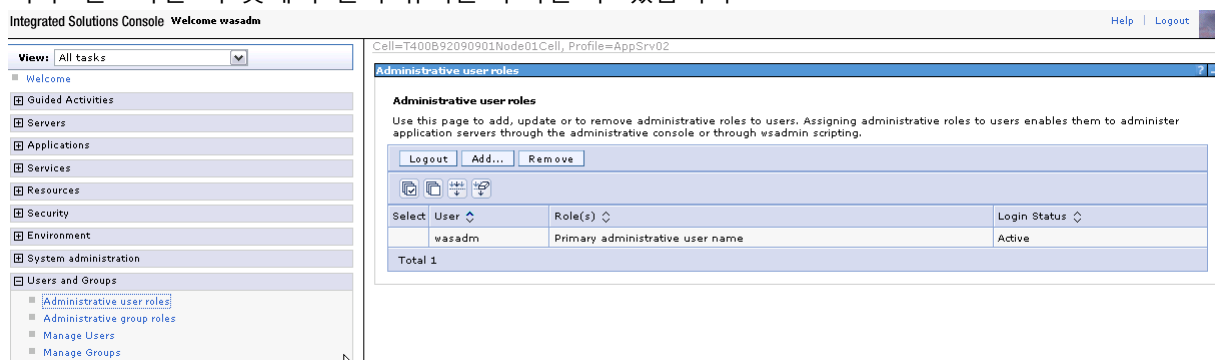 Integrated Solutions Console Welcome wasadm
Help | Logout
View: All tasks
Welcome
Guided Activities
Servers
Applications
Services
Resources
Security
Environment
System administration
Users and Groups
Administrative user roles
Administrative group roles
Manage Users
Manage Groups
Cell=T400B92090901Node01Cell, Profile=AppSrv02
Administrative user roles ? -
Administrative user roles
Use this page to add, update or to remove administrative roles to users. Assigning administrative roles to users enables them to administer
application servers through the administrative console or through wsadmin scripting.
Logout Add... Remove
Select User Role(s) Login Status
wasadm Primary administrative user name Active
Total 1